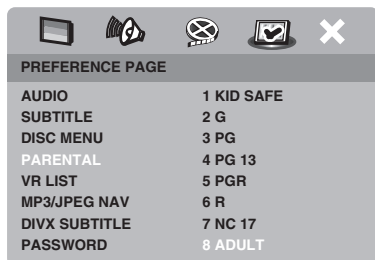 PREFERENCE PAGE
AUDIO 1 KID SAFE
SUBTITLE 2 G
DISC MENU 3 PG
PARENTAL 4 PG 13
VR LIST 5 PGR
MP3/JPEG NAV 6 R
DIVX SUBTITLE 7 NC 17
PASSWORD 8 ADULT